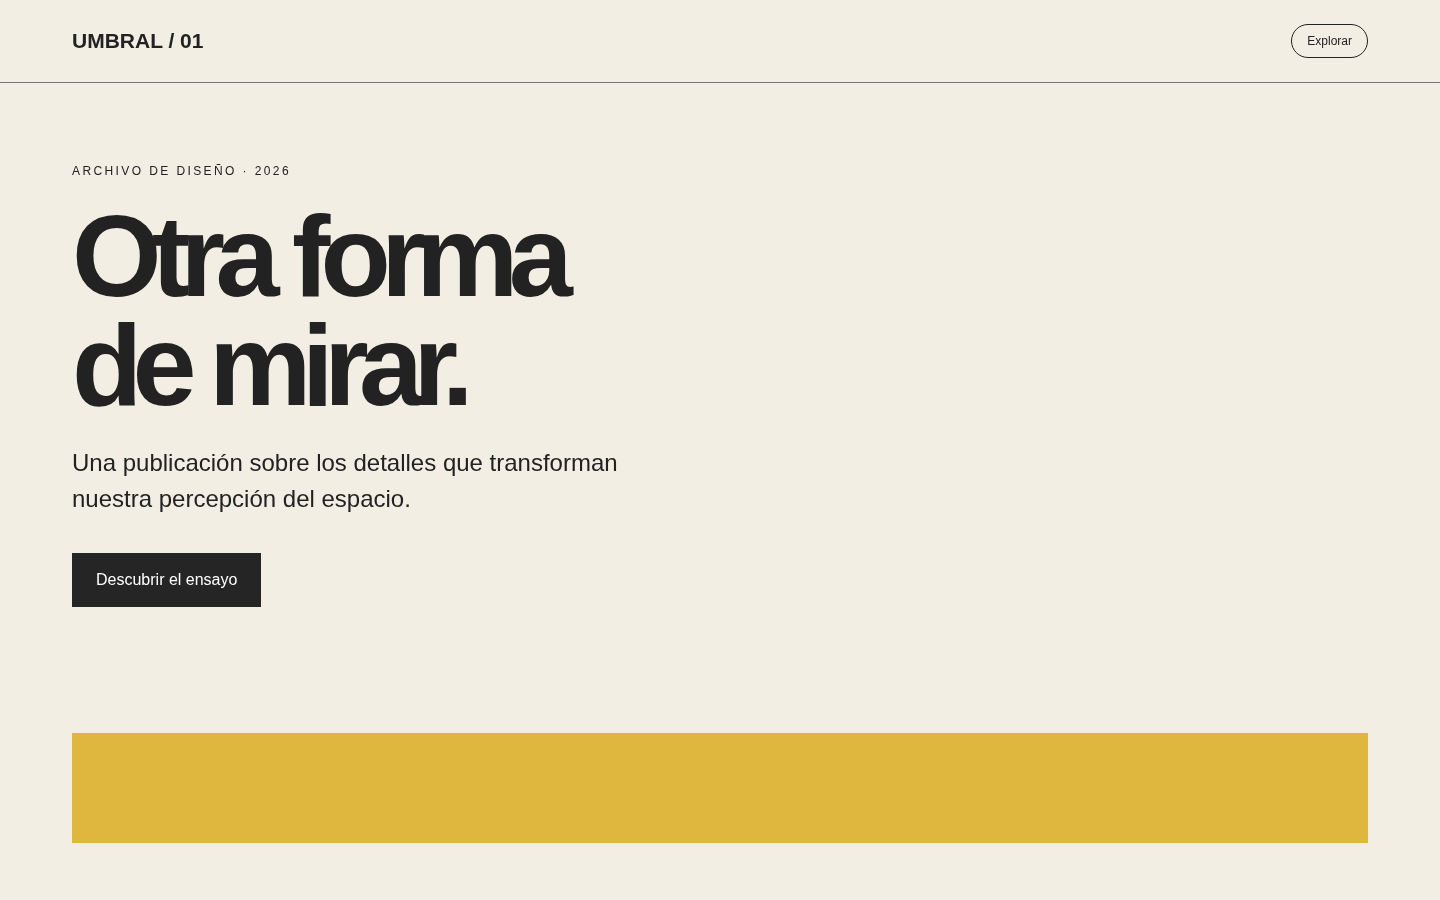 UMBRAL / 01
Explorar
ARCHIVO DE DISEÑO · 2026
Otra forma
de mirar.
Una publicación sobre los detalles que transforman
nuestra percepción del espacio.
Descubrir el ensayo